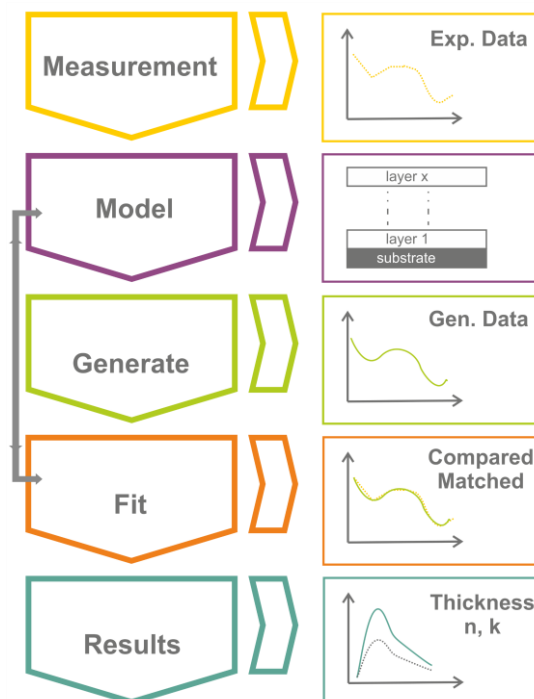 Measurement
Exp. Data
Model
layer x
layer 1
substrate
Generate
Gen. Data
Fit
Compared
Matched
Results
Thickness
n, k